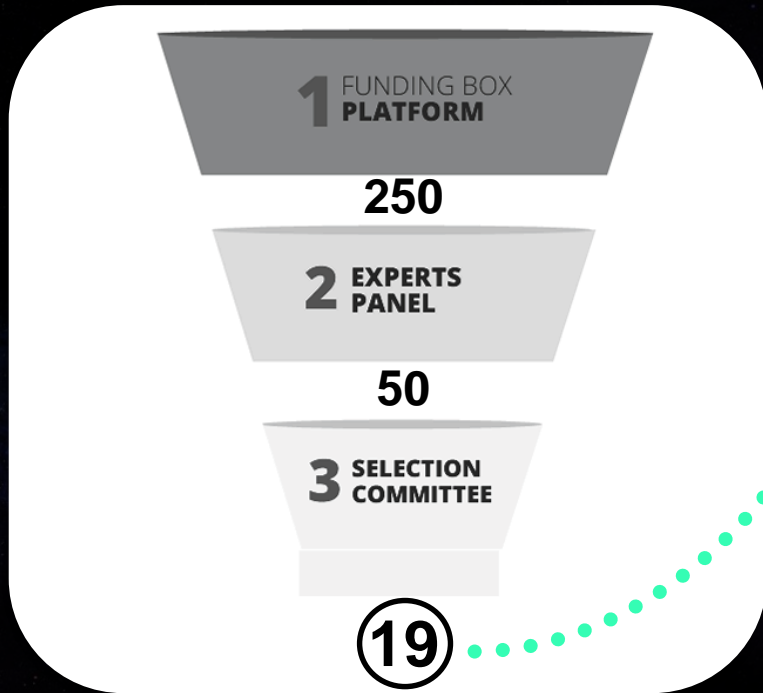 1 FUNDING BOX
PLATFORM
250
2 EXPERTS
PANEL
50
3 SELECTION
COMMITTEE
19